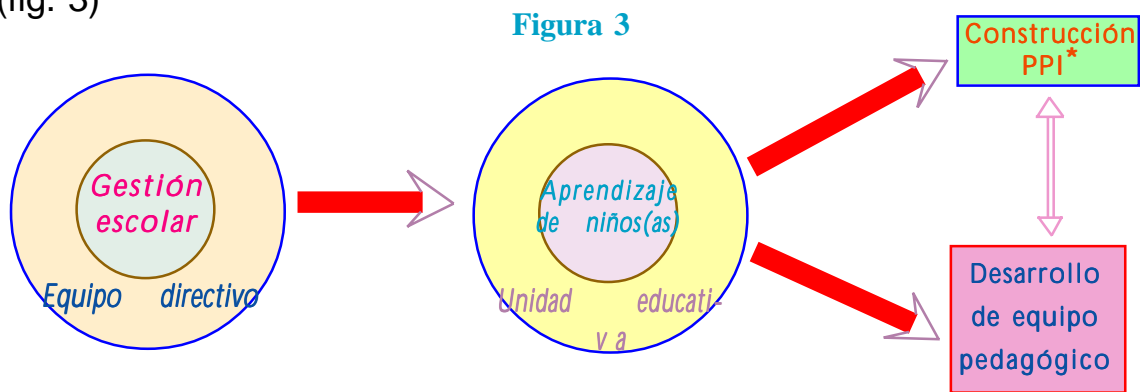 (fig. 3)
Figura 3
Gestión
escolar
Equipo directivo
Aprendizaje
de niños(as)
Unidad educati-
va
Construcción
PPI*
Desarrollo
de equipo
pedagógico